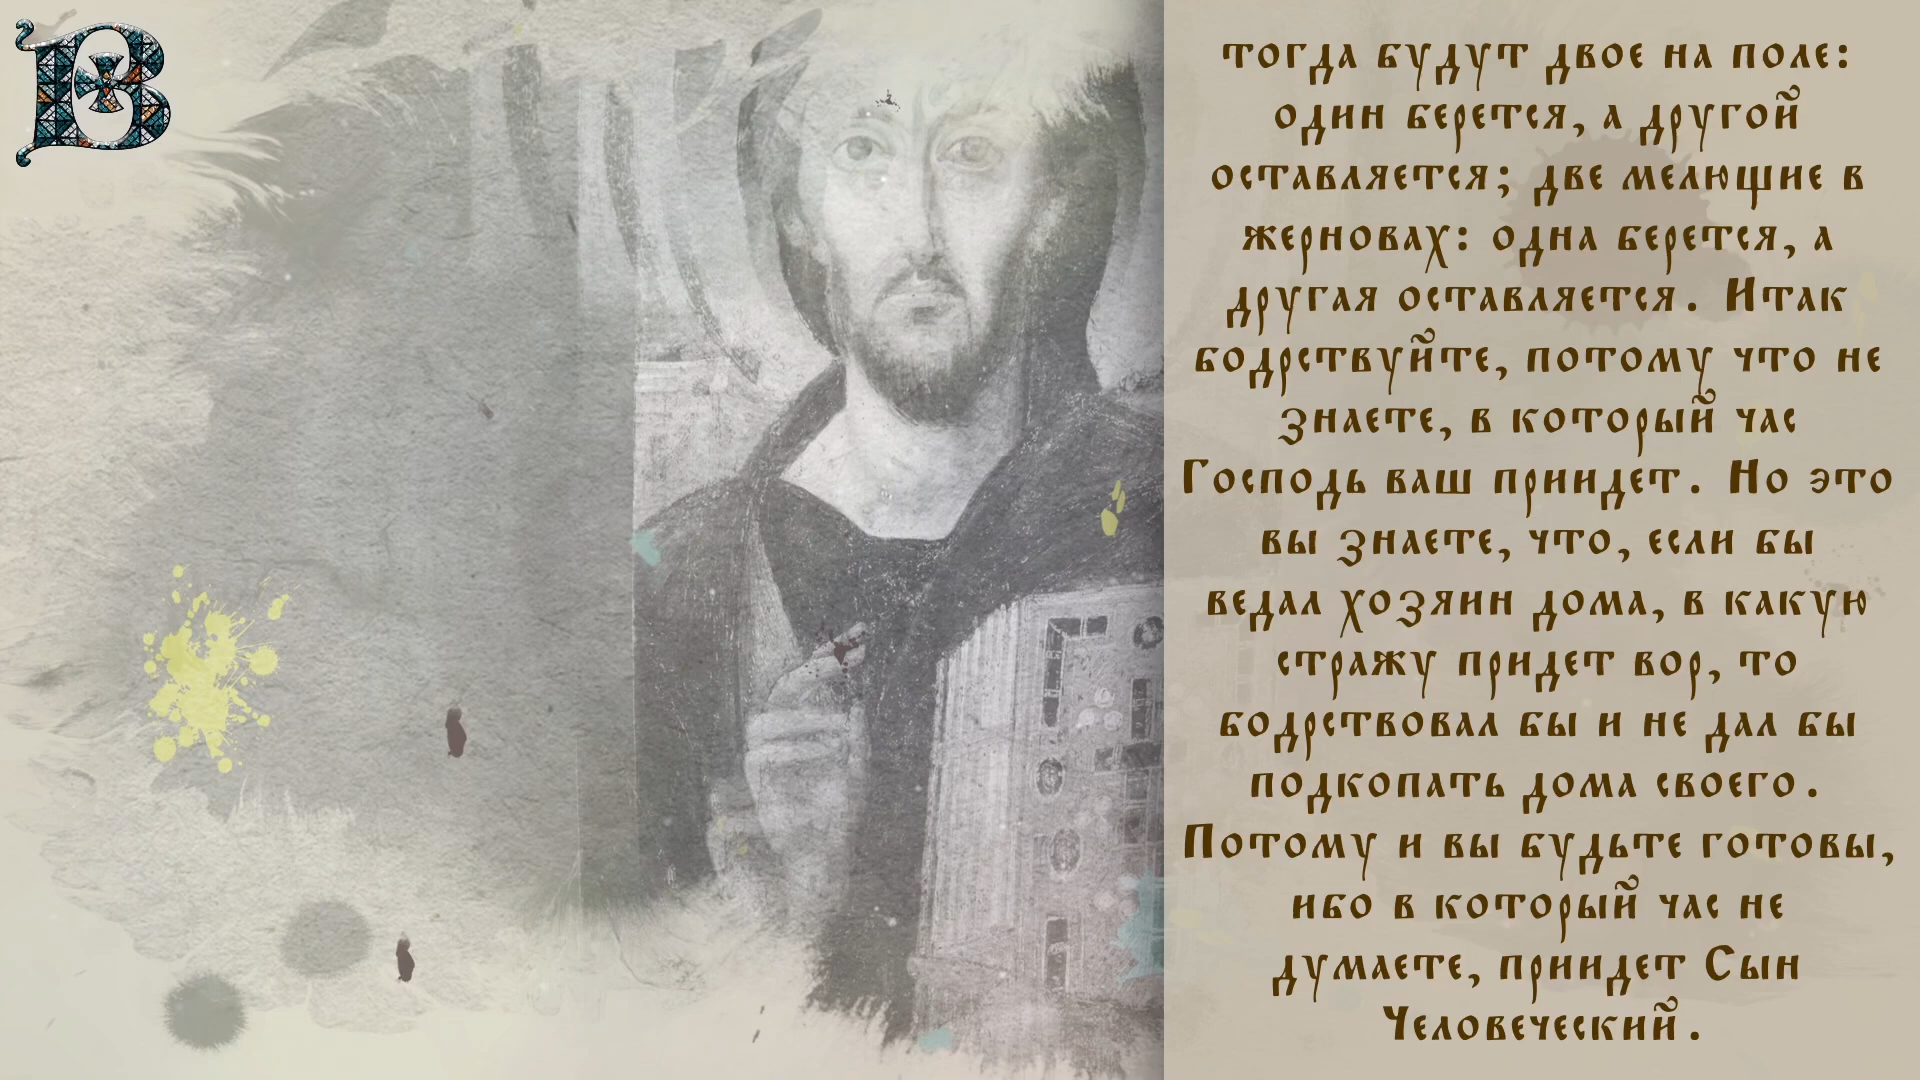 В
тогда будут двое на поле:
один берется, а другой
оставляется; две мелющие в
жерновах: одна берется, а
другая оставляется. Итак
бодрствуйте, потому что не
знаете, в который час
Господь ваш приидет. Но это
вы знаете, что, если бы
ведал хозяин дома, в какую
стражу придет вор, то
бодрствовал бы и не дал бы
подкопать дома своего.
Потому и вы будьте готовы,
ибо в который час не
думаете, приидет Сын
Человеческий.